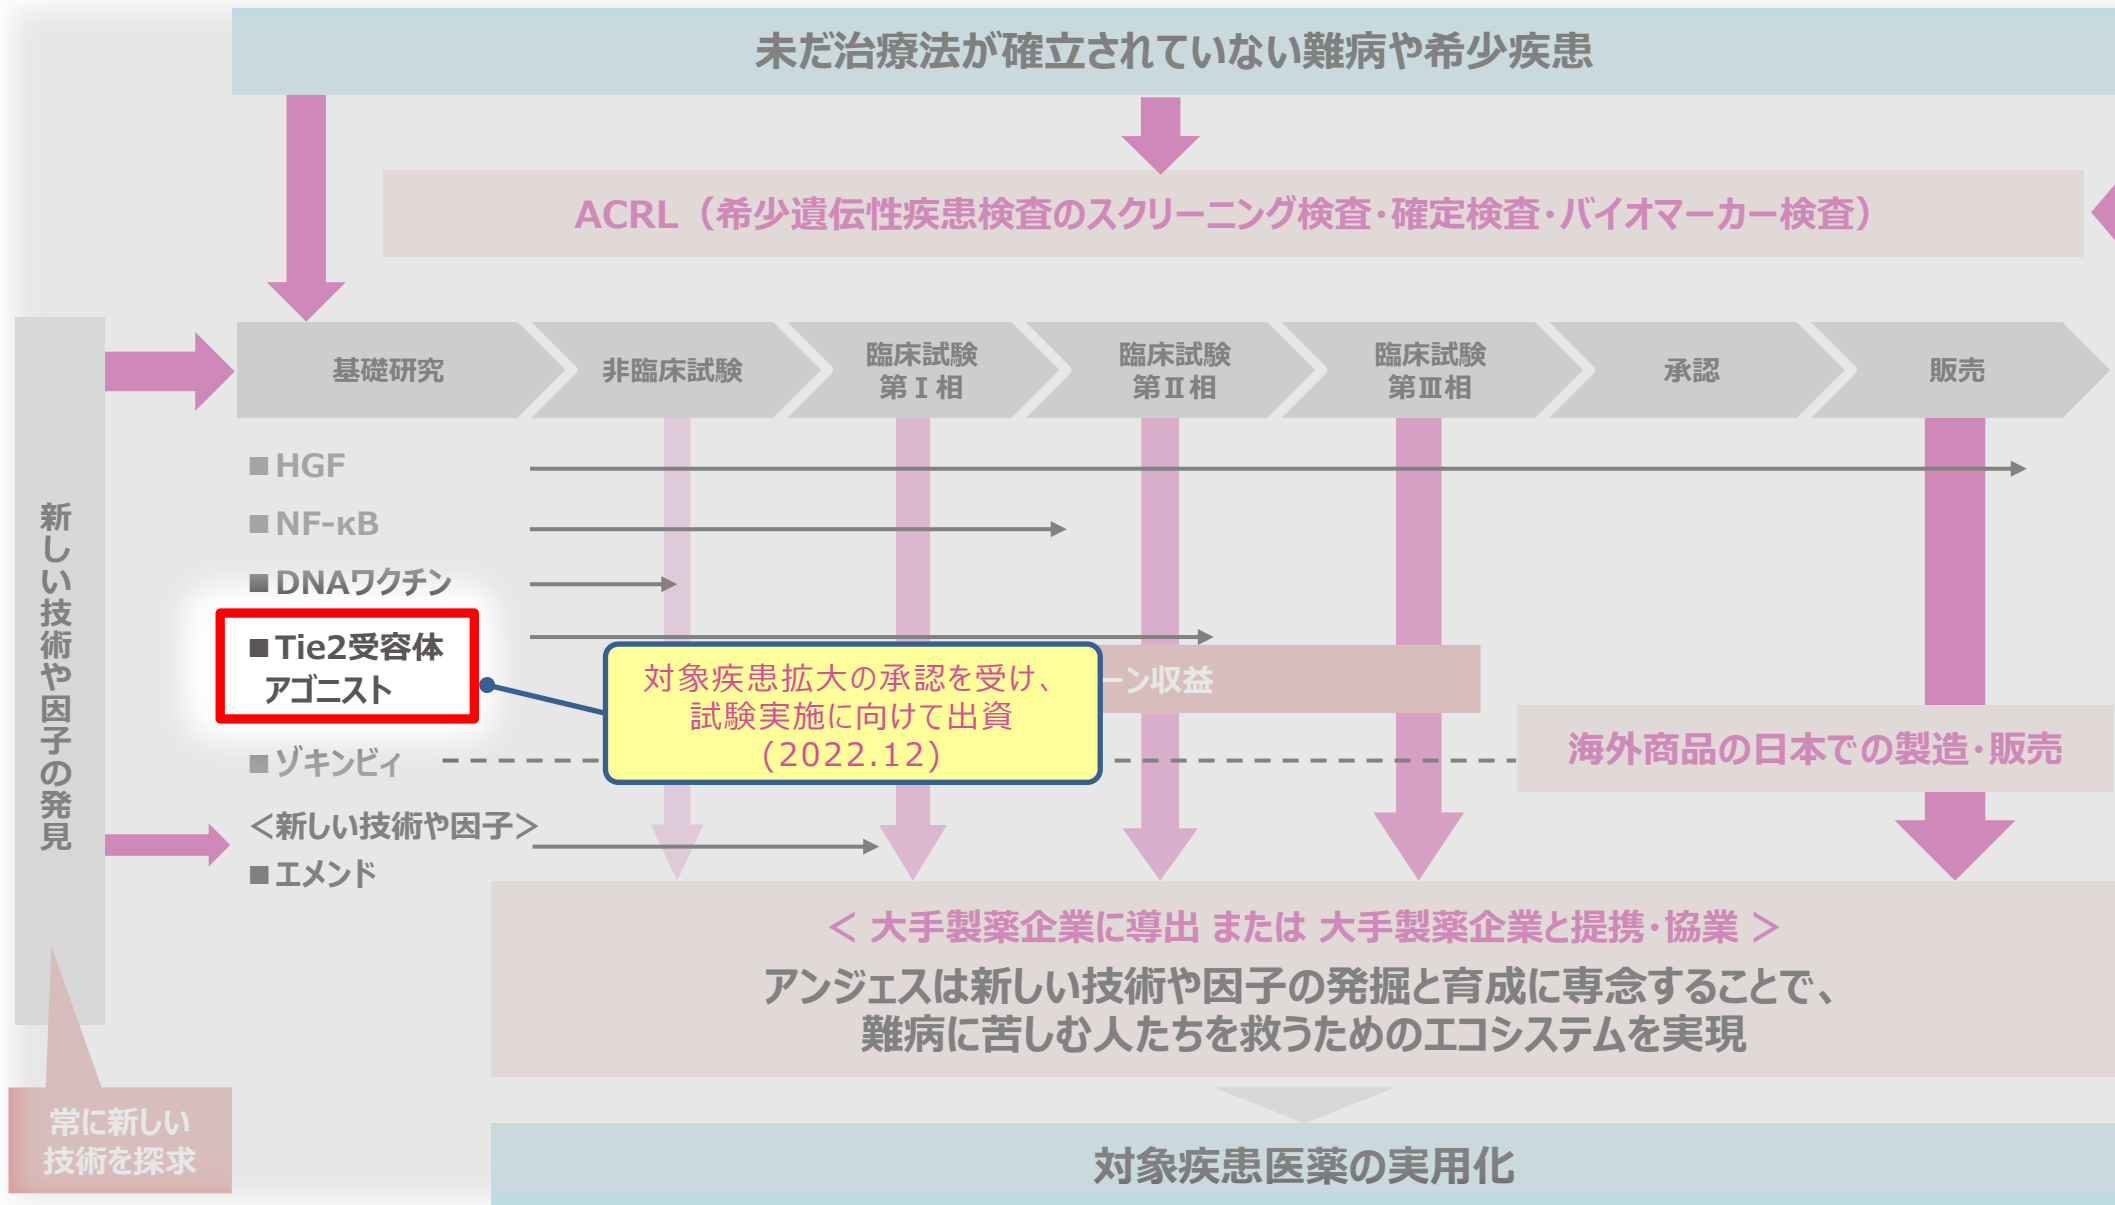 未だ治療法が確立されていない難病や希少疾患
ACRL（希少遺伝性疾患検査のスクリーニング検査・確定検査・バイオマーカー検査）
新しい技術や因子の発見
基礎研究
非臨床試験
臨床試験
第Ⅰ相
臨床試験
第Ⅱ相
臨床試験
第Ⅲ相
承認
販売
■HGF
■NF-κB
■DNAワクチン
■Tie2受容体
アゴニスト
対象疾患拡大の承認を受け、
試験実施に向けて出資
(2022.12)
ーン収益
■ゾキンビィ
海外商品の日本での製造・販売
＜新しい技術や因子＞
■エメンド
＜ 大手製薬企業に導出 または 大手製薬企業と提携・協業 ＞
アンジェスは新しい技術や因子の発掘と育成に専念することで、
難病に苦しむ人たちを救うためのエコシステムを実現
常に新しい
技術を探求
対象疾患医薬の実用化